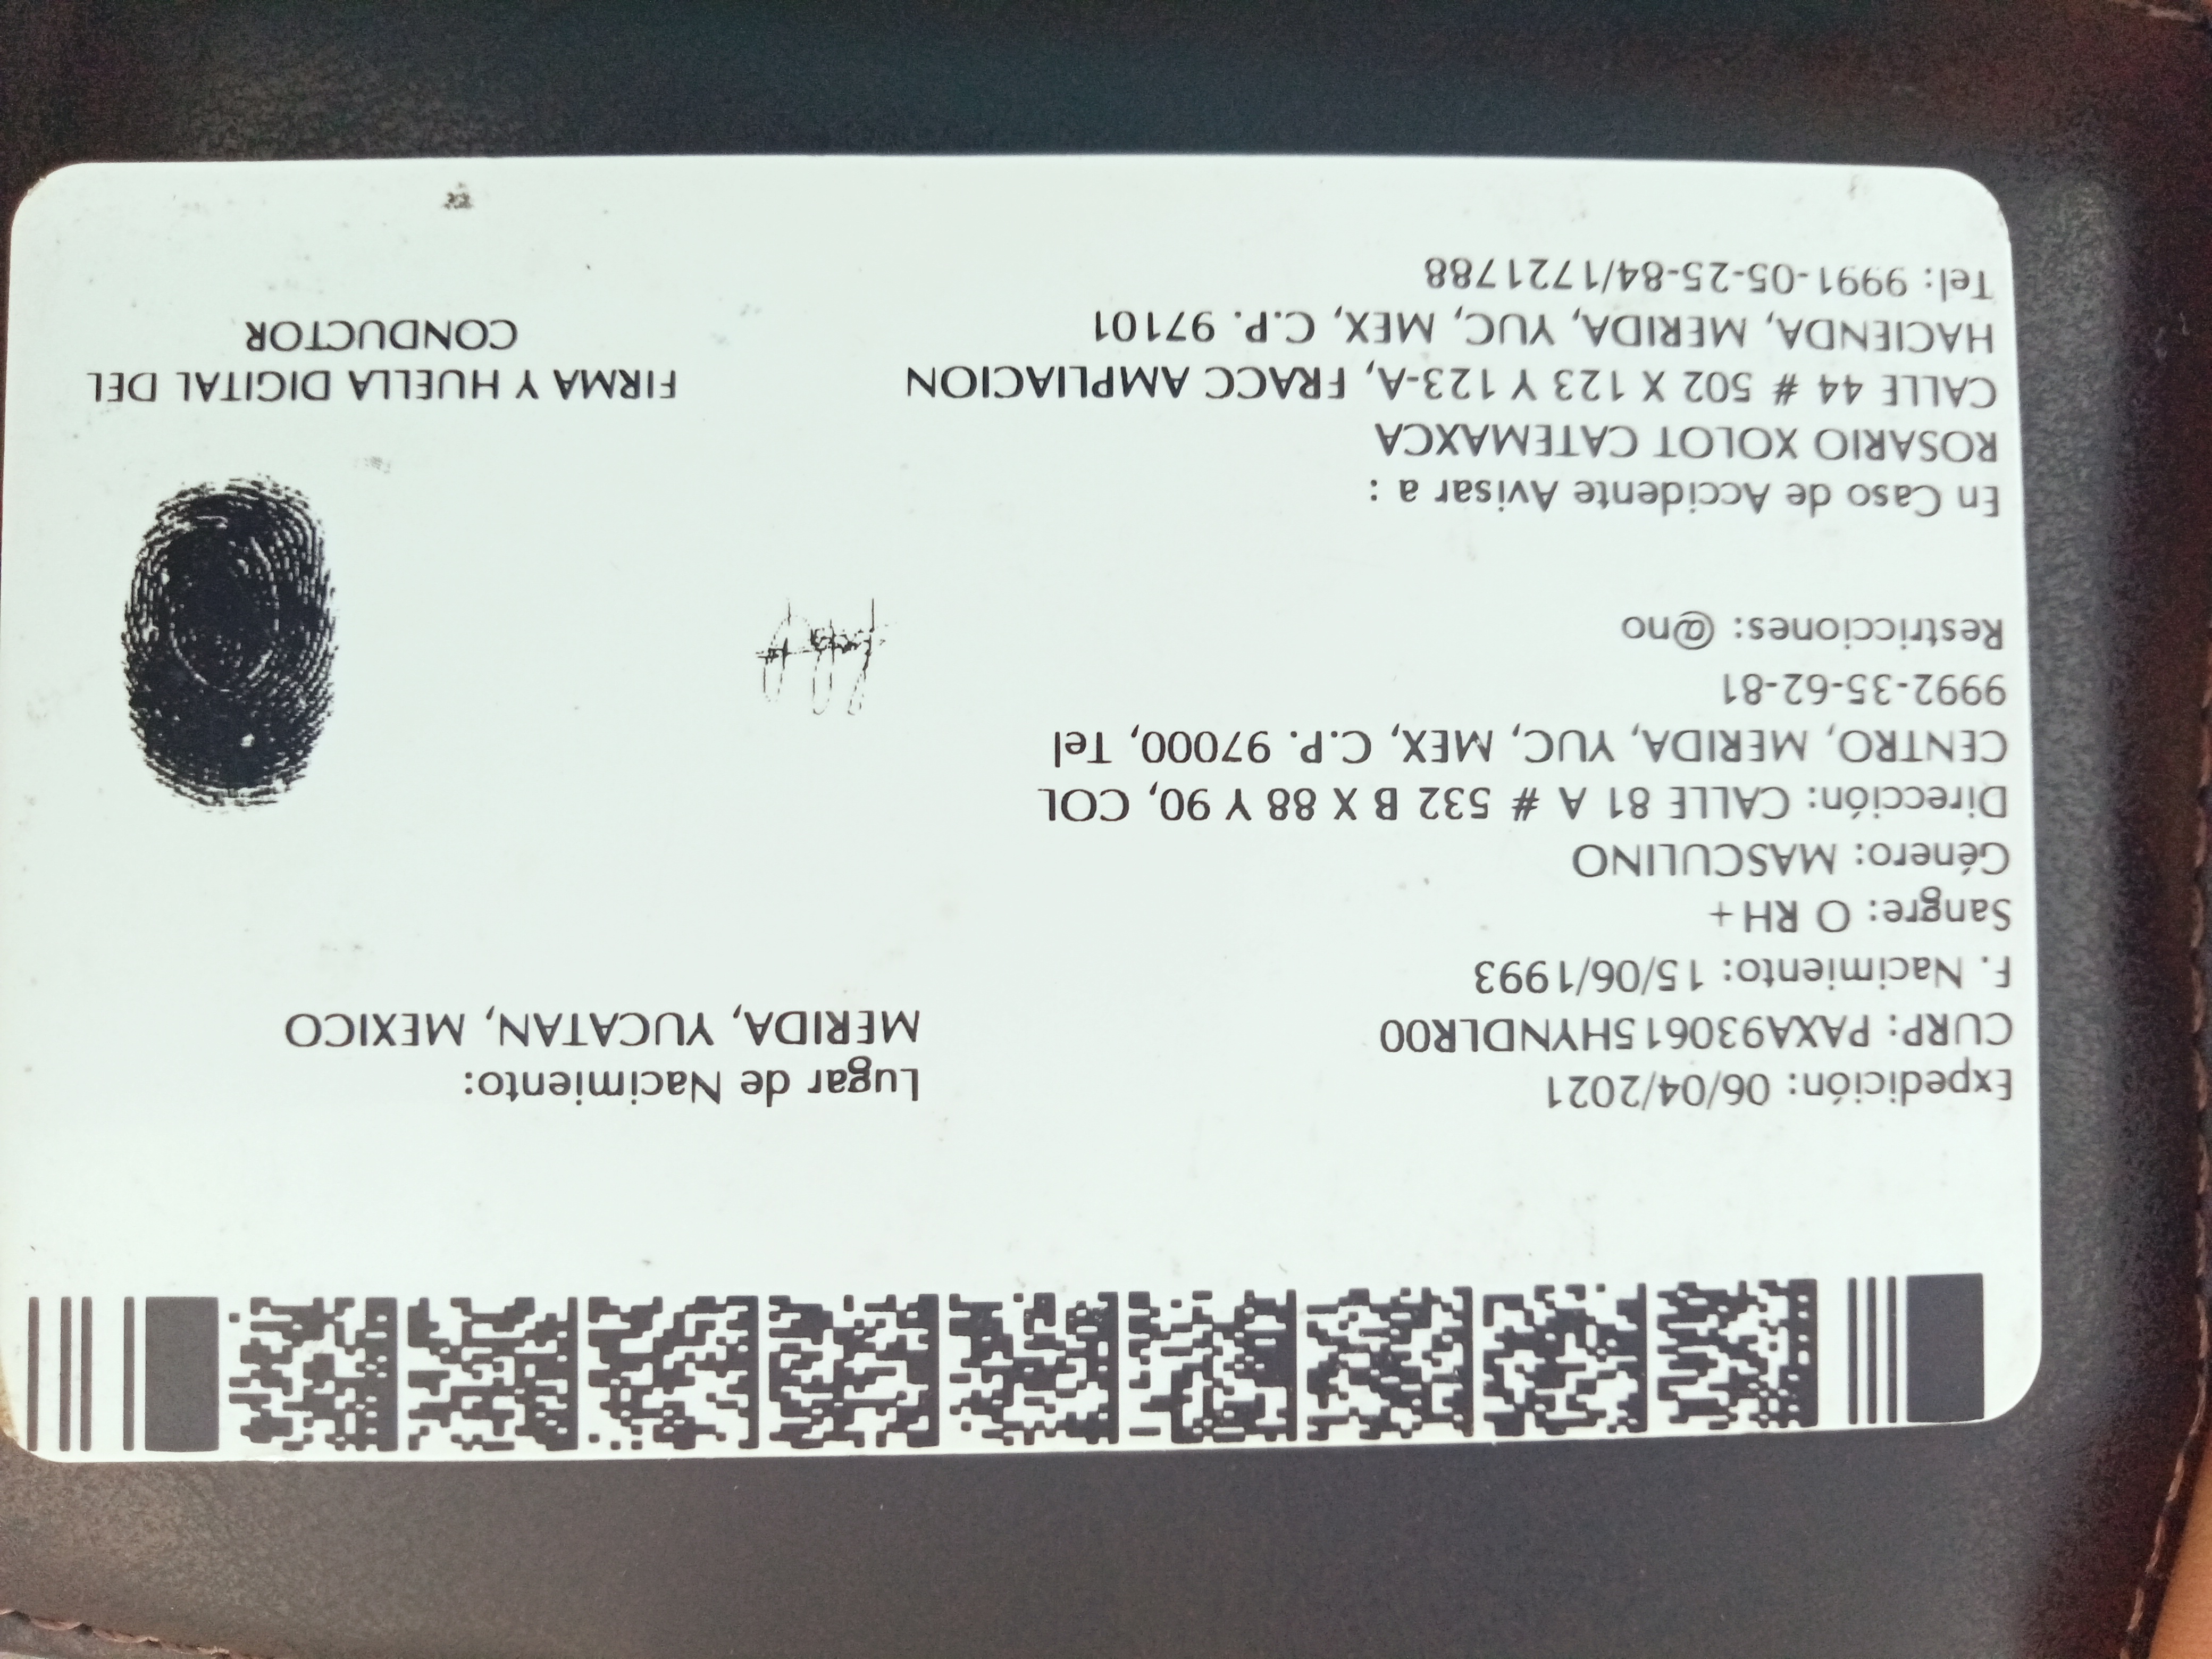 Expedición: 06/04/2021
CURP: PAXA930615HYNDLR00
F. Nacimiento: 15/06/1993
Sangre: O RH+
Género: MASCULINO
Dirección: CALLE 81 A # 532 B X 88 Y 90, COL
CENTRO, MERIDA, YUC, MEX, C.P. 97000, Tel
9992-35-62-81
Restricciones: @no
En Caso de Accidente Avisar a :
ROSARIO XOLOT CATEMAXCA
CALLE 44 # 502 X 123 Y 123-A, FRACC AMPLIACION
HACIENDA, MERIDA, YUC, MEX, C.P. 97101
Tel: 9991-05-25-84/1721788
Lugar de Nacimiento:
MERIDA, YUCATAN, MEXICO
FIRMA Y HUELLA DIGITAL DEL
CONDUCTOR